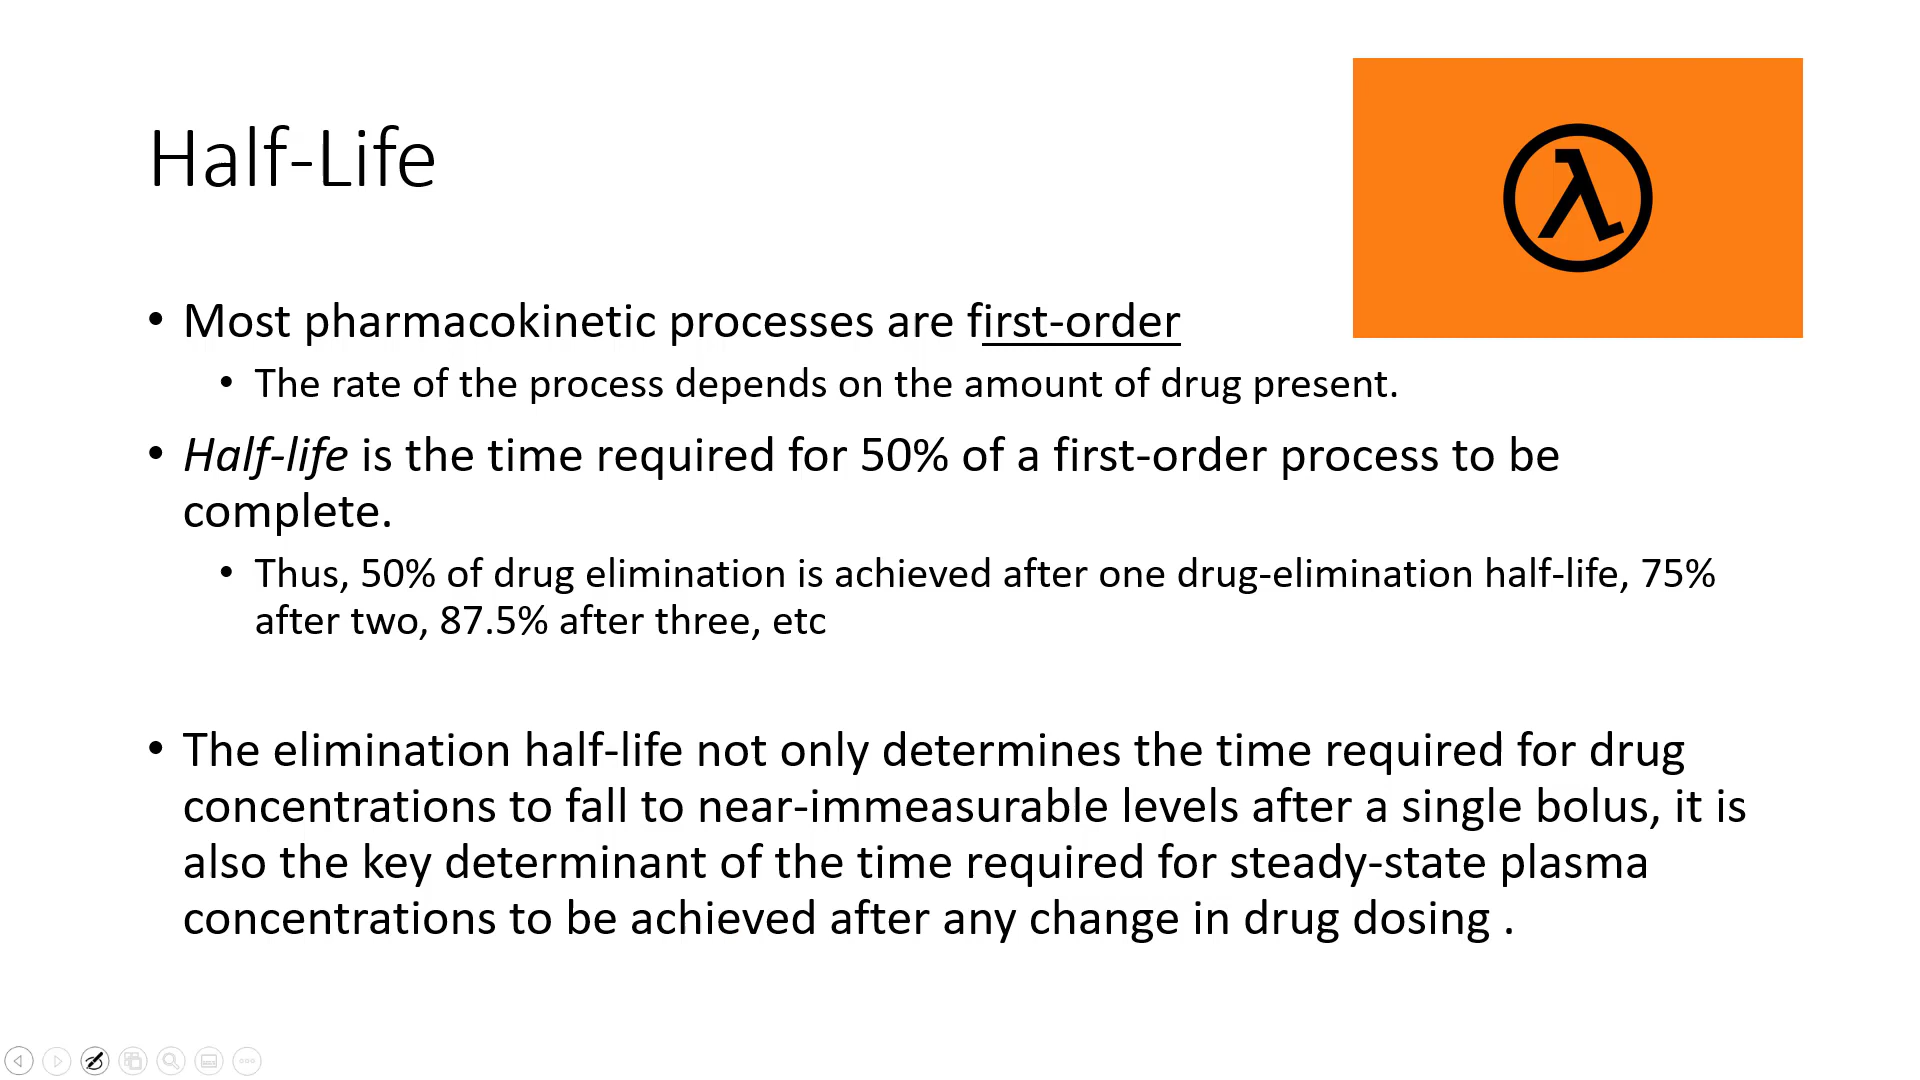 Half-Life
λ
• Most pharmacokinetic processes are first-order
• The rate of the process depends on the amount of drug present.
• Half-life is the time required for 50% of a first-order process to be
complete.
• Thus, 50% of drug elimination is achieved after one drug-elimination half-life, 75%
after two, 87.5% after three, etc
• The elimination half-life not only determines the time required for drug
concentrations to fall to near-immeasurable levels after a single bolus, it is
also the key determinant of the time required for steady-state plasma
concentrations to be achieved after any change in drug dosing .